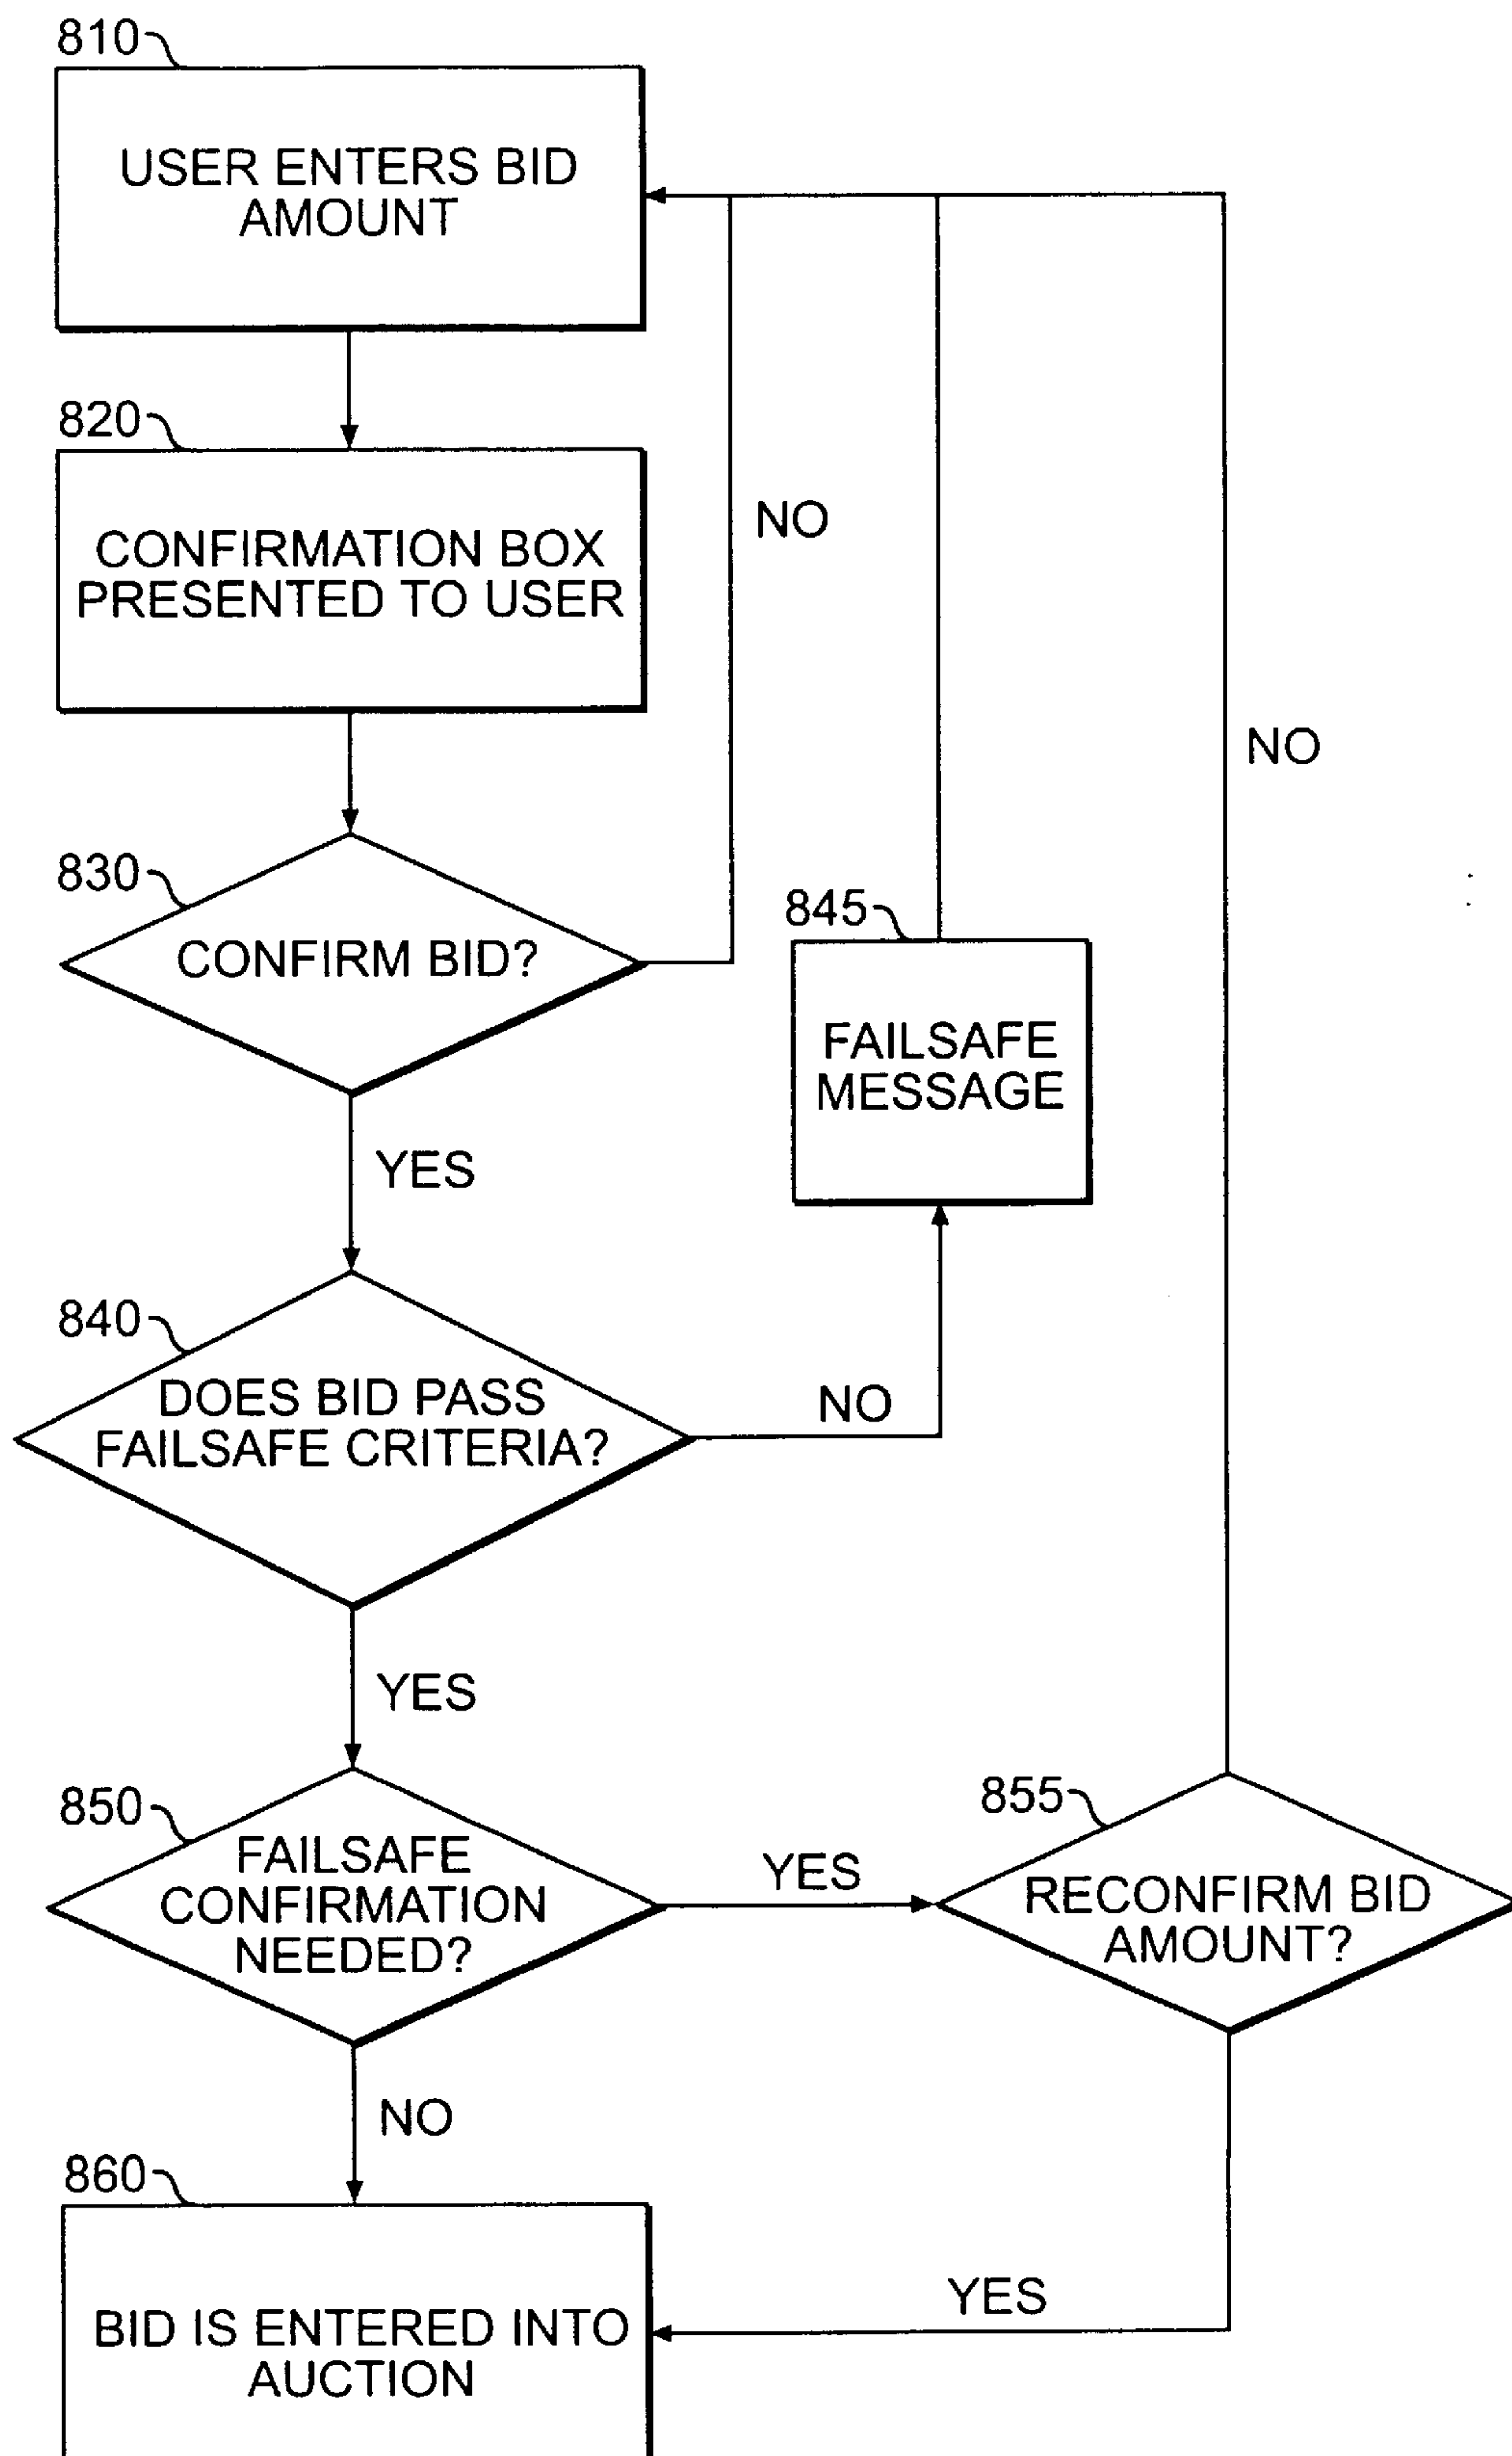 810
USER ENTERS BID
AMOUNT
820
CONFIRMATION BOX
PRESENTED TO USER
NO
NO
830
CONFIRM BID?
845
FAILSAFE
MESSAGE
YES
840
DOES BID PASS
FAILSAFE CRITERIA?
NO
YES
850
FAILSAFE
CONFIRMATION
NEEDED?
YES
855
RECONFIRM BID
AMOUNT?
NO
860
BID IS ENTERED INTO
AUCTION
YES